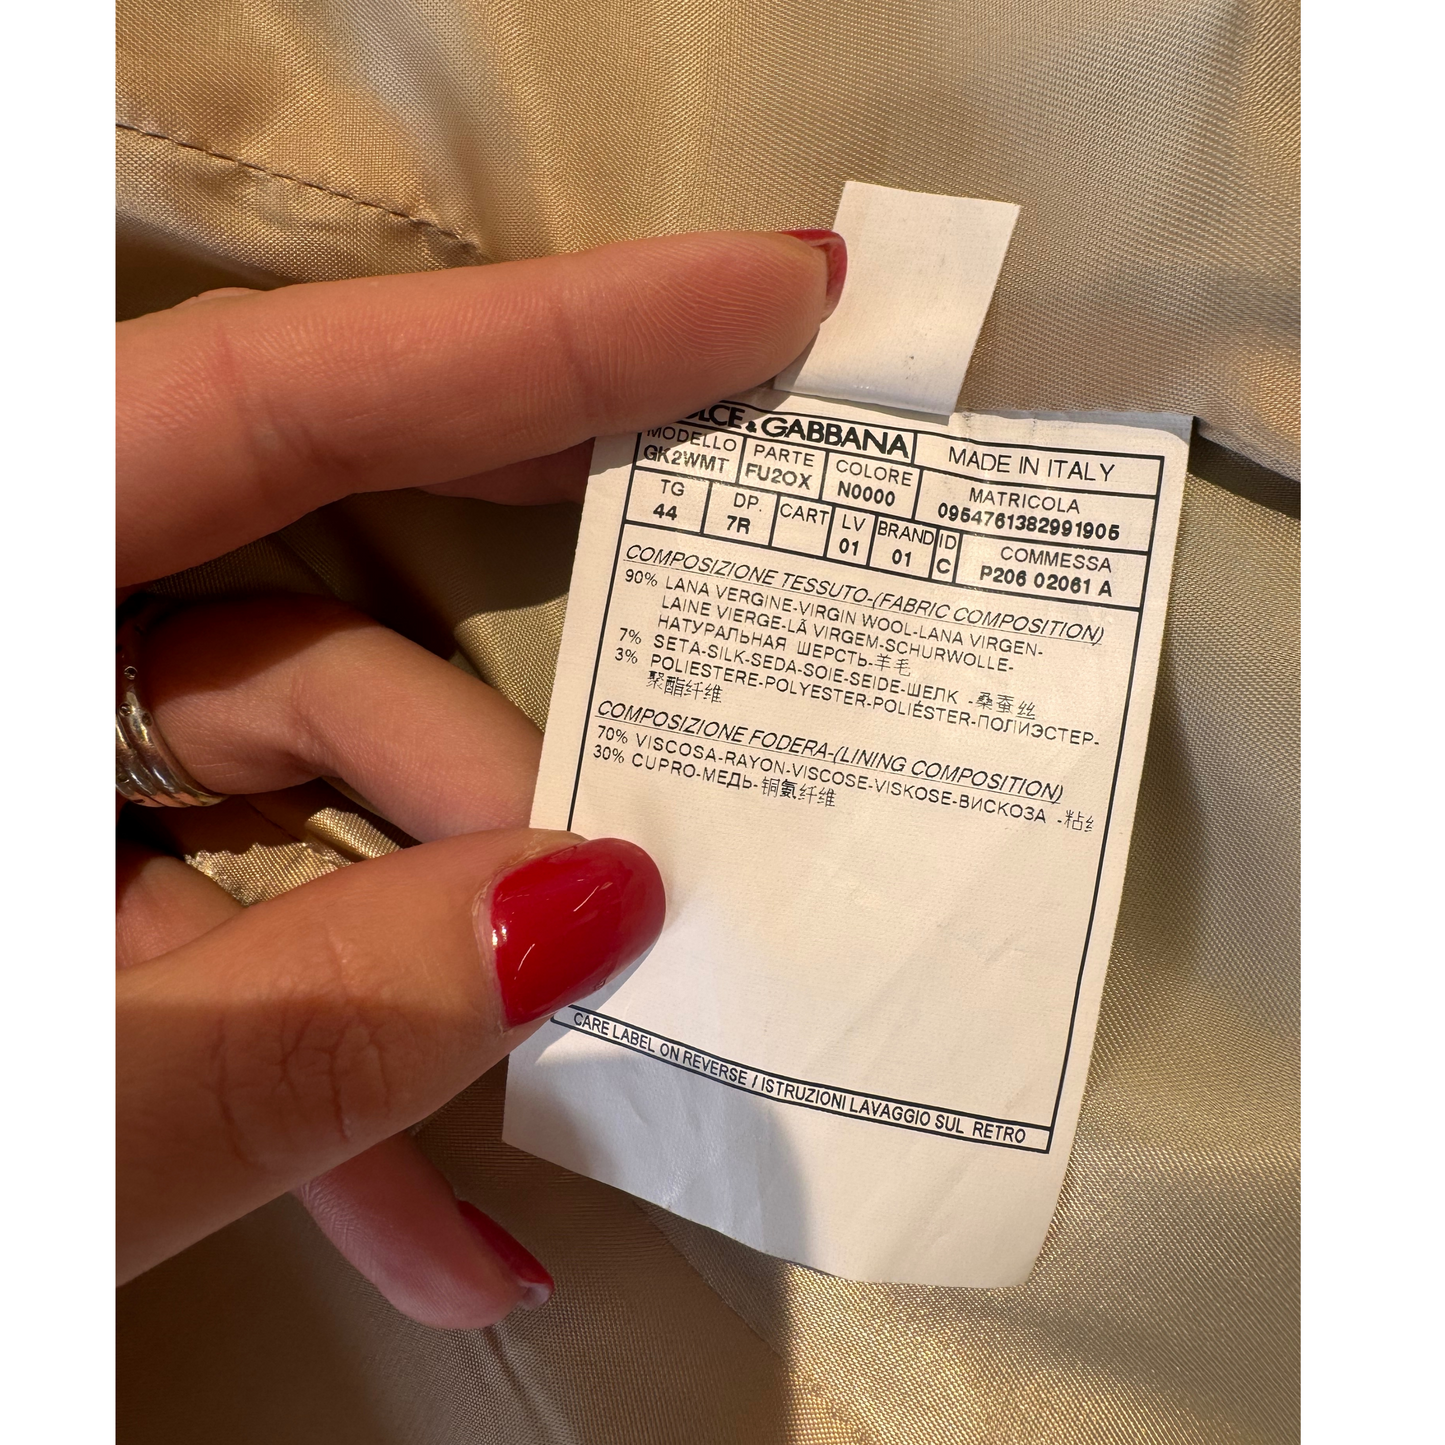 DOLCE & GABBANA MADE IN ITALY
MODELLO PARTE COLORE MATRICOLA
GK2WMT FU2OX N0000 0954761382991905
TG DP. CART LV BRAND ID COMMESSA
44 7R 01 01 C P206 02061 A
COMPOSIZIONE TESSUTO-(FABRIC COMPOSITION)
90% LANA VERGINE-VIRGIN WOOL-LANA VIRGEN-
LAINE VIERGE-LÃ VIRGEM-SCHURWOLLE-
НАТУРАЛЬНАЯ ШЕРСТЬ-羊毛
7% SETA-SILK-SEDA-SOIE-SEIDE-ШЕЛК -桑蚕丝
3% POLIESTERE-POLYESTER-POLIÉSTER-ПОЛИЭСТЕР-
聚酯纤维
COMPOSIZIONE FODERA-(LINING COMPOSITION)
70% VISCOSA-RAYON-VISCOSE-VISKOSE-ВИСКОЗА -粘
30% CUPRO-МЕДЬ-铜氨纤维
CARE LABEL ON REVERSE / ISTRUZIONI LAVAGGIO SUL RETRO